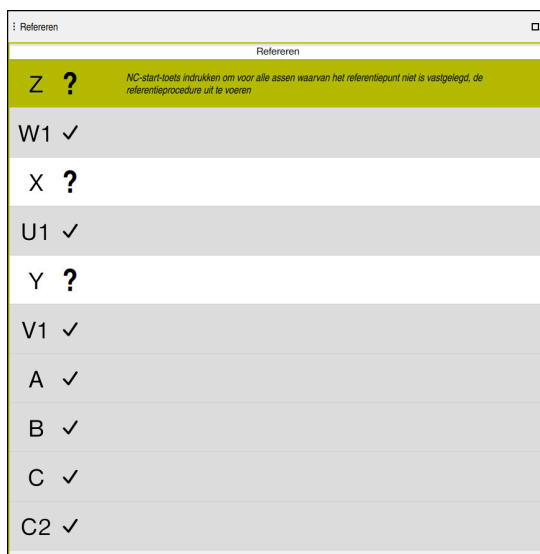 Refereren
Refereren
Z ? NC-start-toets indrukken om voor alle assen waarvan het referentiepunt niet is vastgelegd, de
referentieprocedure uit te voeren
W1 ✓
X ?
U1 ✓
Y ?
V1 ✓
A ✓
B ✓
C ✓
C2 ✓